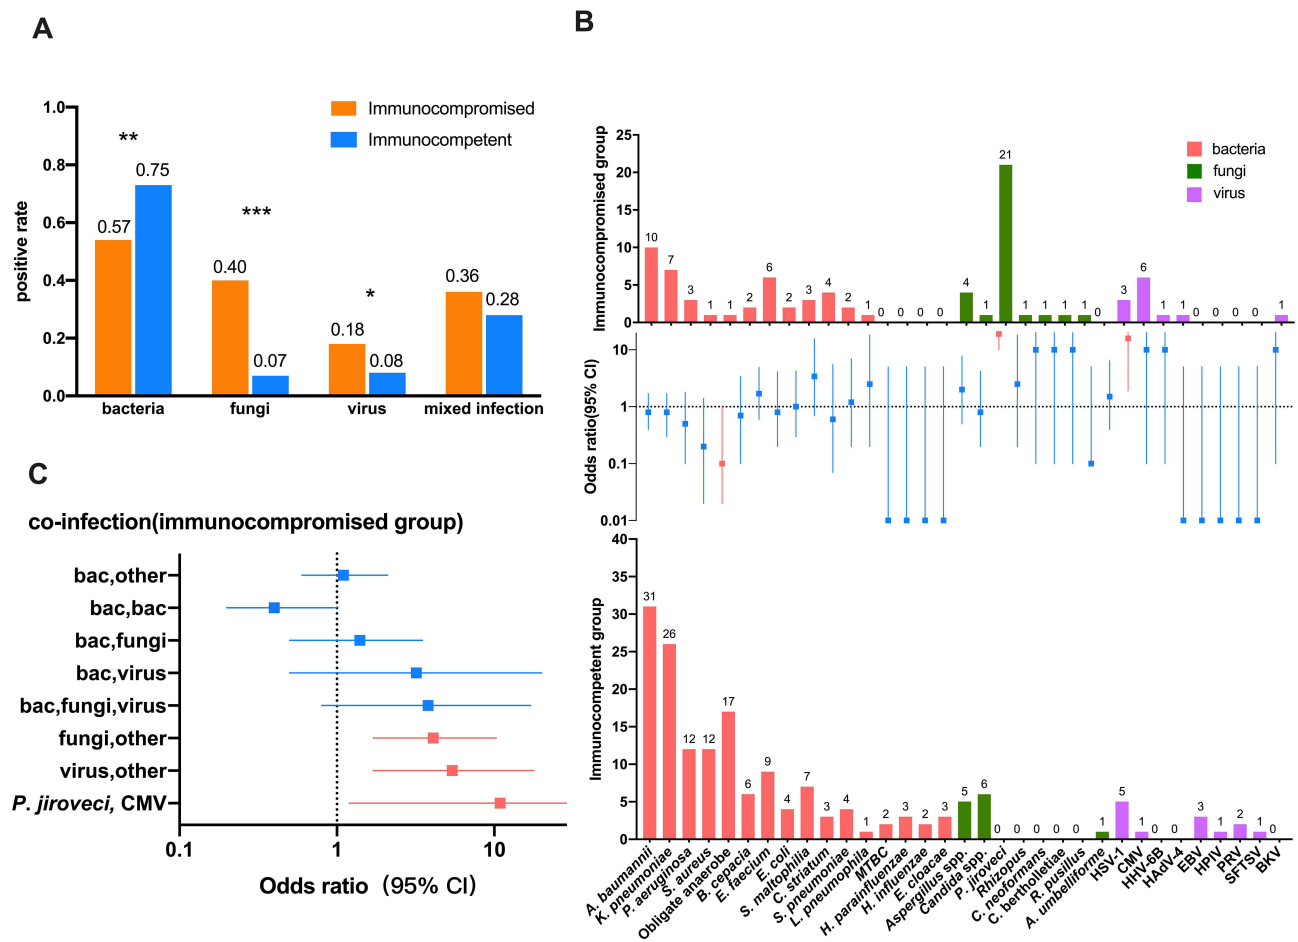 A
1.0
0.8
0.6
0.4
0.2
0.0
positive rate
Immunocompromised
Immunocompetent
**
***
*
0.57
0.75
0.40
0.07
0.18
0.08
0.36
0.28
bacteria
fungi
virus
mixed infection
B
25
20
15
10
5
0
Immunocompromised group
bacteria
fungi
virus
10
7
3
1
1
2
6
2
3
4
2
1
0
0
0
0
4
1
21
1
1
1
1
0
3
6
1
1
0
0
0
0
1
10
1
0.1
0.01
Odds ratio(95% CI)
40
35
30
25
20
15
10
5
0
Immunocompetent group
31
26
12
12
17
6
9
4
7
3
4
1
2
3
2
3
5
6
0
0
0
0
0
1
5
1
0
0
3
1
2
1
0
A. baumannii
K. pneumoniae
P. aeruginosa
S. aureus
Obligate anaerobe
B. cepacia
E. faecium
E. coli
S. maltophilia
C. striatum
S. pneumoniae
L. pneumophila
MTBC
H. parainfluenzae
H. influenzae
E. cloacae
Aspergillus spp.
Candida spp.
P. jiroveci
Rhizopus
C. neoformans
C. bertholletiae
R. pusillus
A. umbelliforme
HSV-1
CMV
HHV-6B
HAdV-4
EBV
HPIV
PRV
SFTSV
BKV
C
co-infection(immunocompromised group)
bac,other
bac,bac
bac,fungi
bac,virus
bac,fungi,virus
fungi,other
virus,other
P. jiroveci, CMV
0.1
1
10
Odds ratio（95% CI）